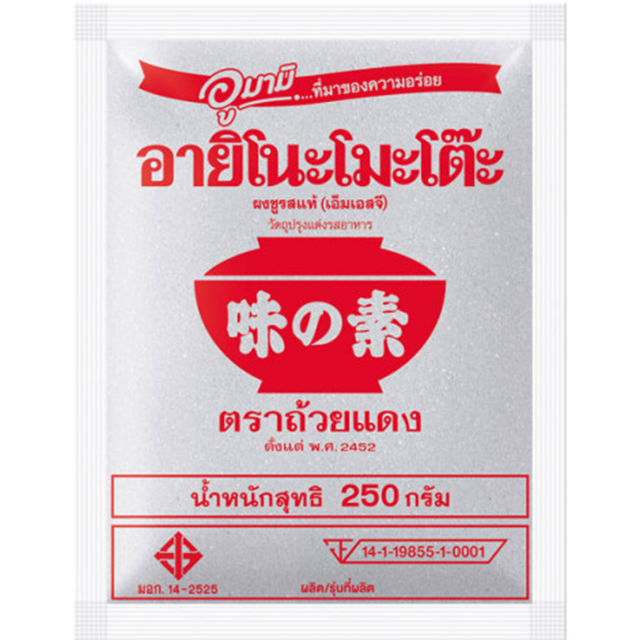 อูมามิ
....ที่มาของความอร่อย
อายิโนะโมะโต๊ะ
ผงชูรสแท้ (เอ็มเอสจี)
วัตถุปรุงแต่งรสอาหาร
味の素
ตราถ้วยแดง
ตั้งแต่ พ.ศ. 2452
น้ำหนักสุทธิ 250 กรัม
14-1-19855-1-0001
มอก. 14-2525
ผลิต/รุ่นที่ผลิต